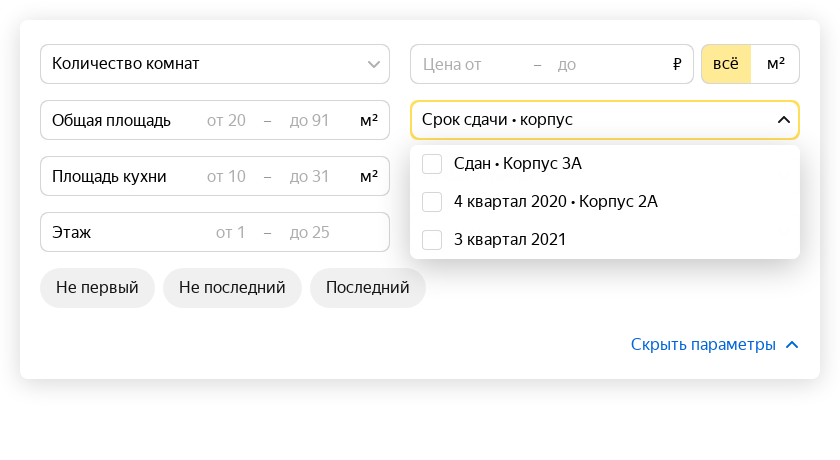 Количество комнат
Цена от – до ₽ всё м²
Общая площадь от 20 – до 91 м²
Срок сдачи • корпус
Площадь кухни от 10 – до 31 м²
Сдан • Корпус 3А
4 квартал 2020 • Корпус 2А
3 квартал 2021
Этаж от 1 – до 25
Не первый Не последний Последний
Скрыть параметры